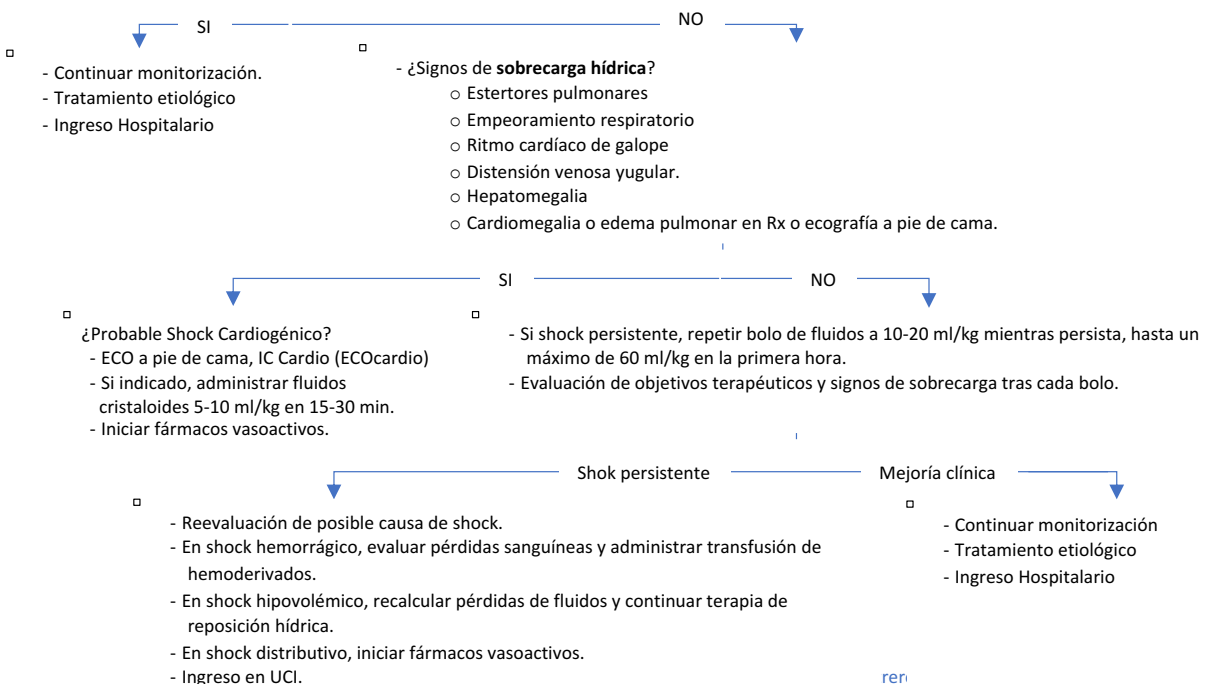 SI
NO
- Continuar monitorización.
- Tratamiento etiológico
- Ingreso Hospitalario
- ¿Signos de sobrecarga hídrica?
o Estertores pulmonares
o Empeoramiento respiratorio
o Ritmo cardíaco de galope
o Distensión venosa yugular.
o Hepatomegalia
o Cardiomegalia o edema pulmonar en Rx o ecografía a pie de cama.
SI
NO
¿Probable Shock Cardiogénico?
- ECO a pie de cama, IC Cardio (ECOcardio)
- Si indicado, administrar fluidos
cristaloides 5-10 ml/kg en 15-30 min.
- Iniciar fármacos vasoactivos.
- Si shock persistente, repetir bolo de fluidos a 10-20 ml/kg mientras persista, hasta un
máximo de 60 ml/kg en la primera hora.
- Evaluación de objetivos terapéuticos y signos de sobrecarga tras cada bolo.
Shok persistente
Mejoría clínica
- Reevaluación de posible causa de shock.
- En shock hemorrágico, evaluar pérdidas sanguíneas y administrar transfusión de
hemoderivados.
- En shock hipovolémico, recalcular pérdidas de fluidos y continuar terapia de
reposición hídrica.
- En shock distributivo, iniciar fármacos vasoactivos.
- Ingreso en UCI.
- Continuar monitorización
- Tratamiento etiológico
- Ingreso Hospitalario